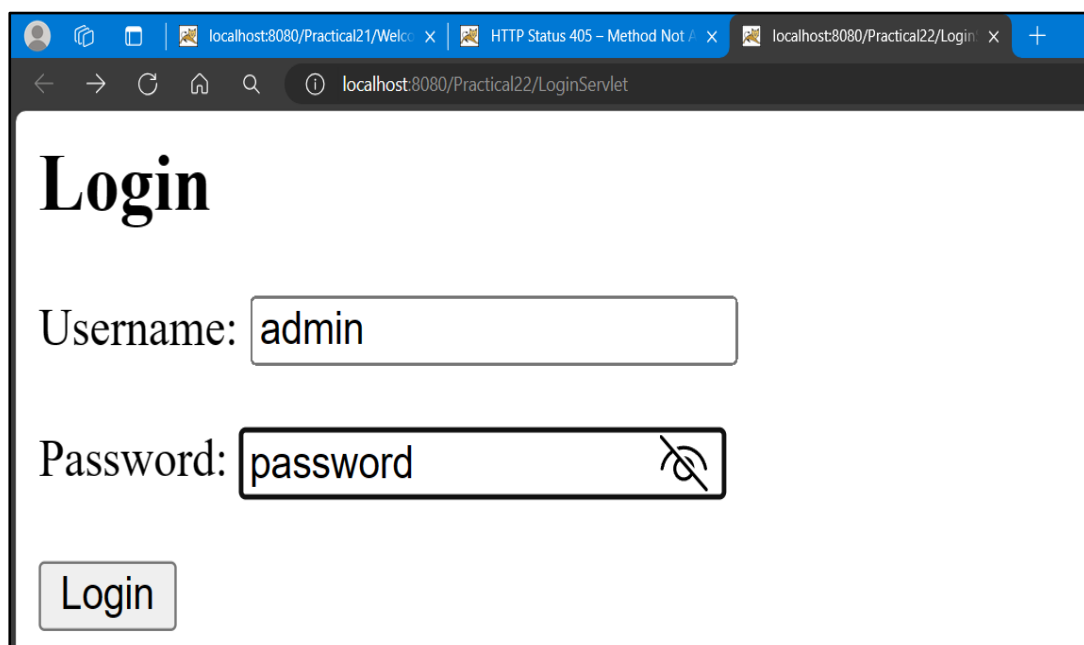 localhost:8080/Practical21/Welco
HTTP Status 405 – Method Not A
localhost:8080/Practical22/Login
localhost:8080/Practical22/LoginServlet
Login
Username: admin
Password: password
Login